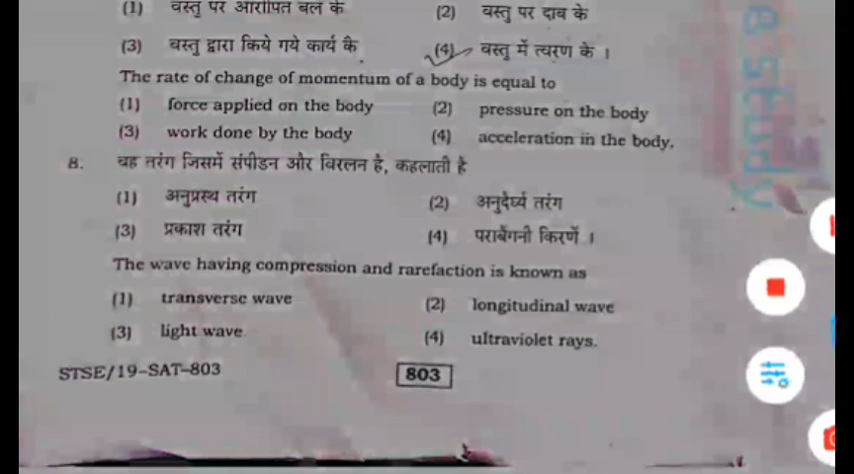 (1) वस्तु पर आरोपित बल के (2) वस्तु पर दाब के
(3) वस्तु द्वारा किये गये कार्य के (4) वस्तु में त्वरण के ।
The rate of change of momentum of a body is equal to
(1) force applied on the body (2) pressure on the body
(3) work done by the body (4) acceleration in the body.
8. वह तरंग जिसमें संपीडन और विरलन है, कहलाती है
(1) अनुप्रस्थ तरंग (2) अनुदैर्घ्य तरंग
(3) प्रकाश तरंग (4) पराबैंगनी किरणें ।
The wave having compression and rarefaction is known as
(1) transverse wave (2) longitudinal wave
(3) light wave (4) ultraviolet rays.
STSE/19-SAT-803 803
e study